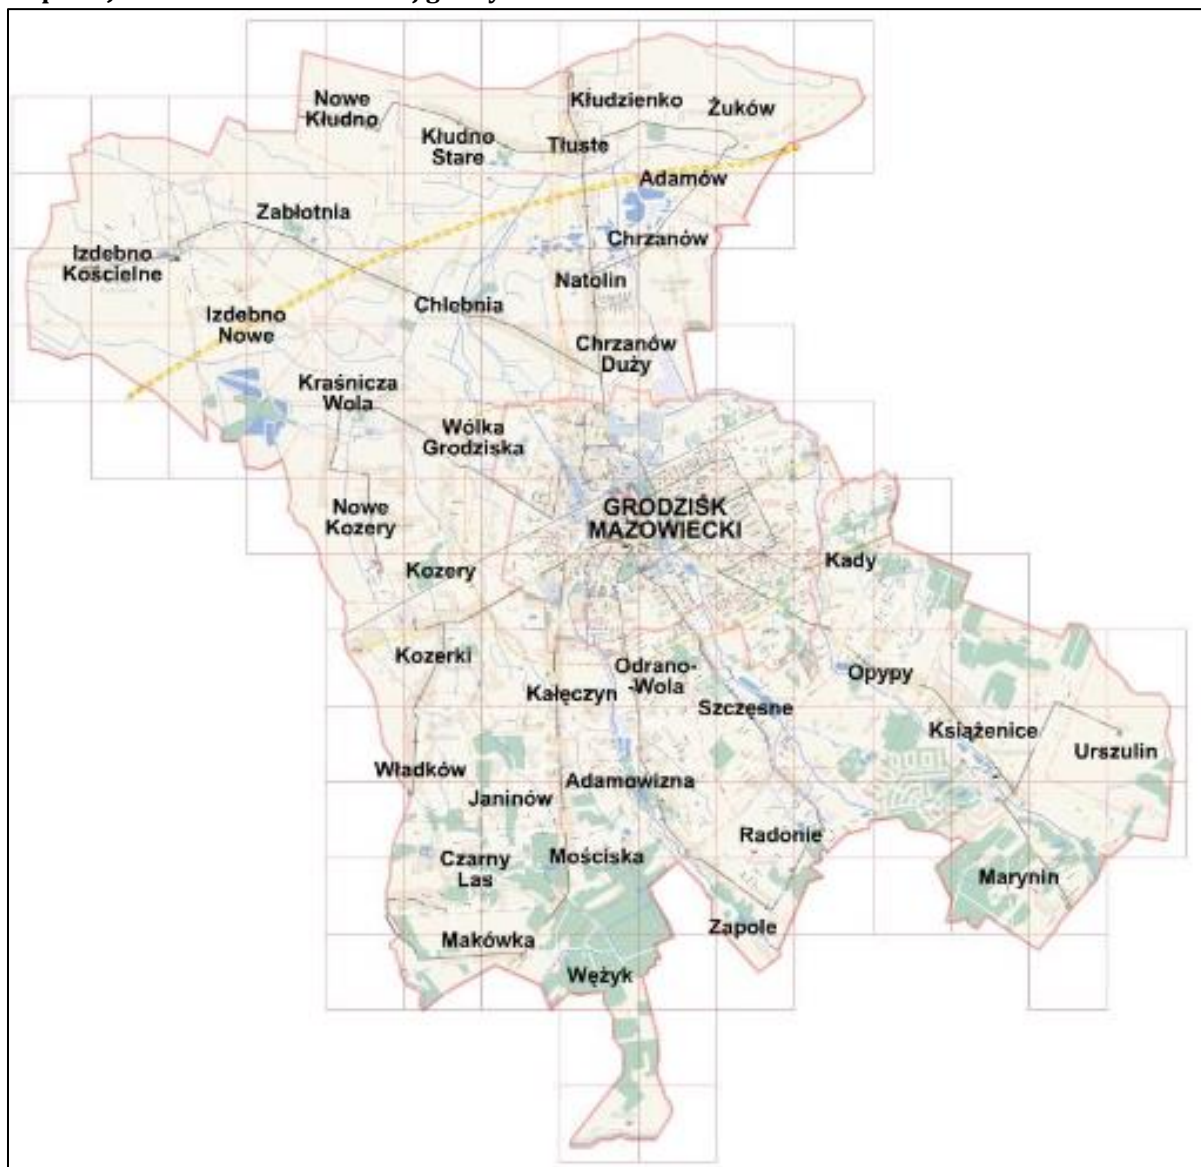 Nowe
Kłudno
Kłudno
Stare
Kłudzienko
Żuków
Tłuste
Adamów
Zabłotnia
Chrzanów
Izdebno
Kościelne
Natolin
Izdebno
Nowe
Chlebnia
Chrzanów
Duży
Kraśnicza
Wola
Wólka
Grodziska
GRODZISK
MAZOWIECKI
Nowe
Kozery
Kozery
Kady
Kozerki
Kałęczyn
Odrano-
-Wola
Opypy
Szczęsne
Książenice
Urszulin
Władków
Janinów
Adamowizna
Radonie
Czarny
Las
Mościska
Marynin
Zapole
Makówka
Wężyk